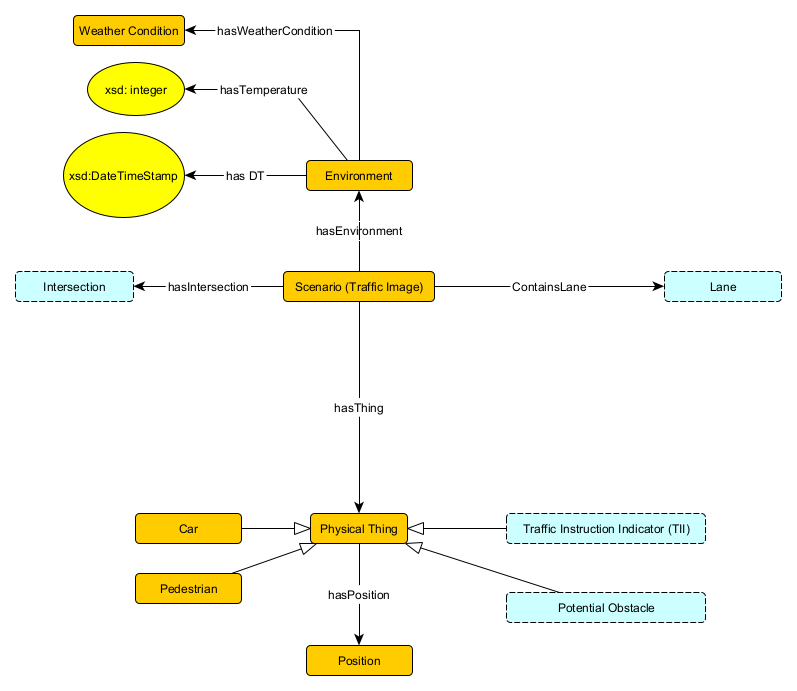 Weather Condition
hasWeatherCondition
xsd: integer
hasTemperature
xsd:DateTimeStamp
has DT
Environment
hasEnvironment
Intersection
hasIntersection
Scenario (Traffic Image)
ContainsLane
Lane
hasThing
Car
Physical Thing
Traffic Instruction Indicator (TII)
Pedestrian
hasPosition
Potential Obstacle
Position